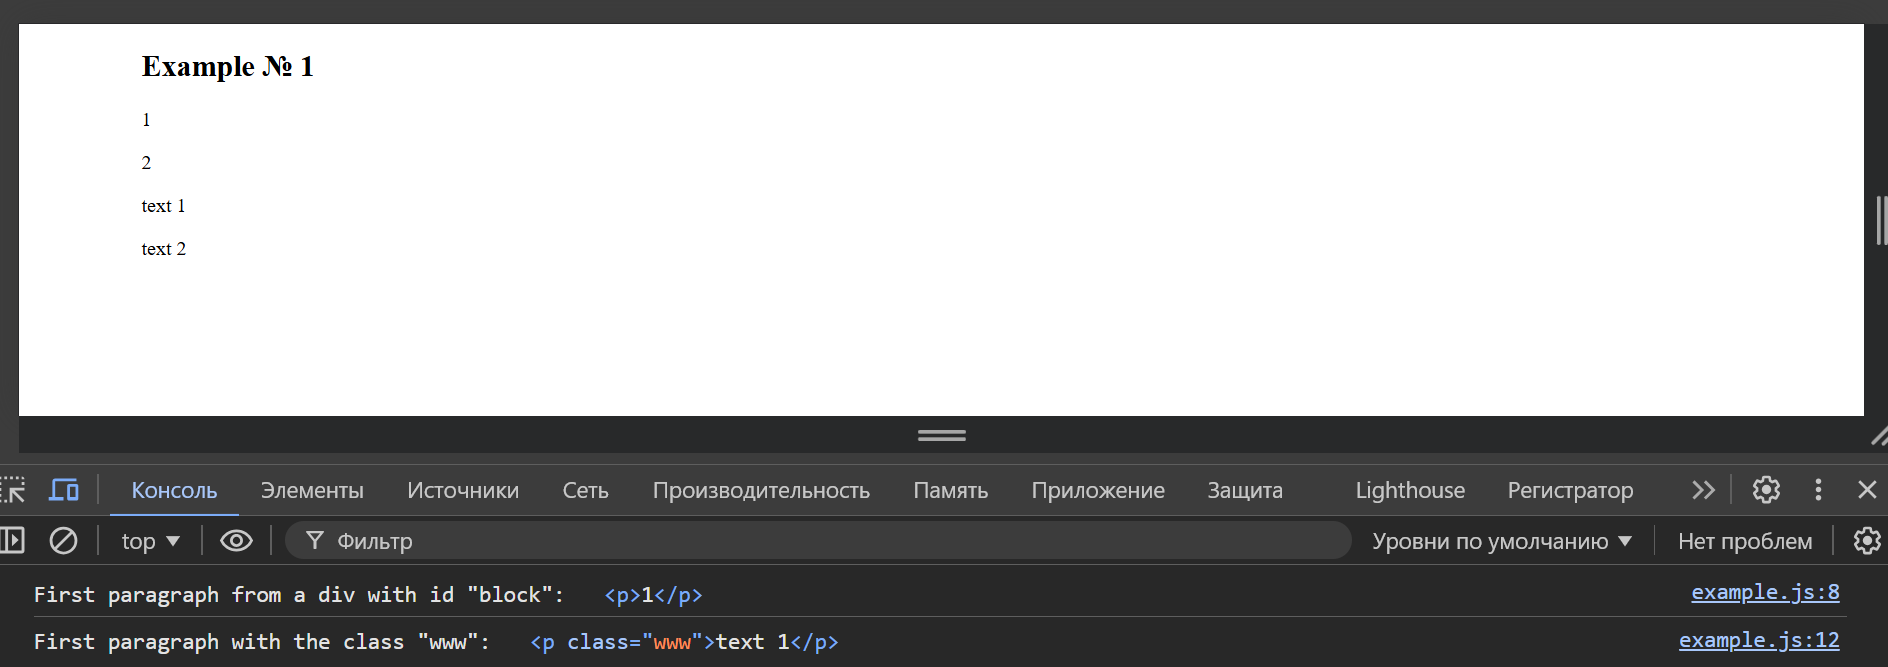 Example № 1
1
2
text 1
text 2
Консоль Элементы Источники Сеть Производительность Память Приложение Защита Lighthouse Регистратор
top Фильтр Уровни по умолчанию Нет проблем
First paragraph from a div with id "block": <p>1</p> example.js:8
First paragraph with the class "www": <p class="www">text 1</p> example.js:12